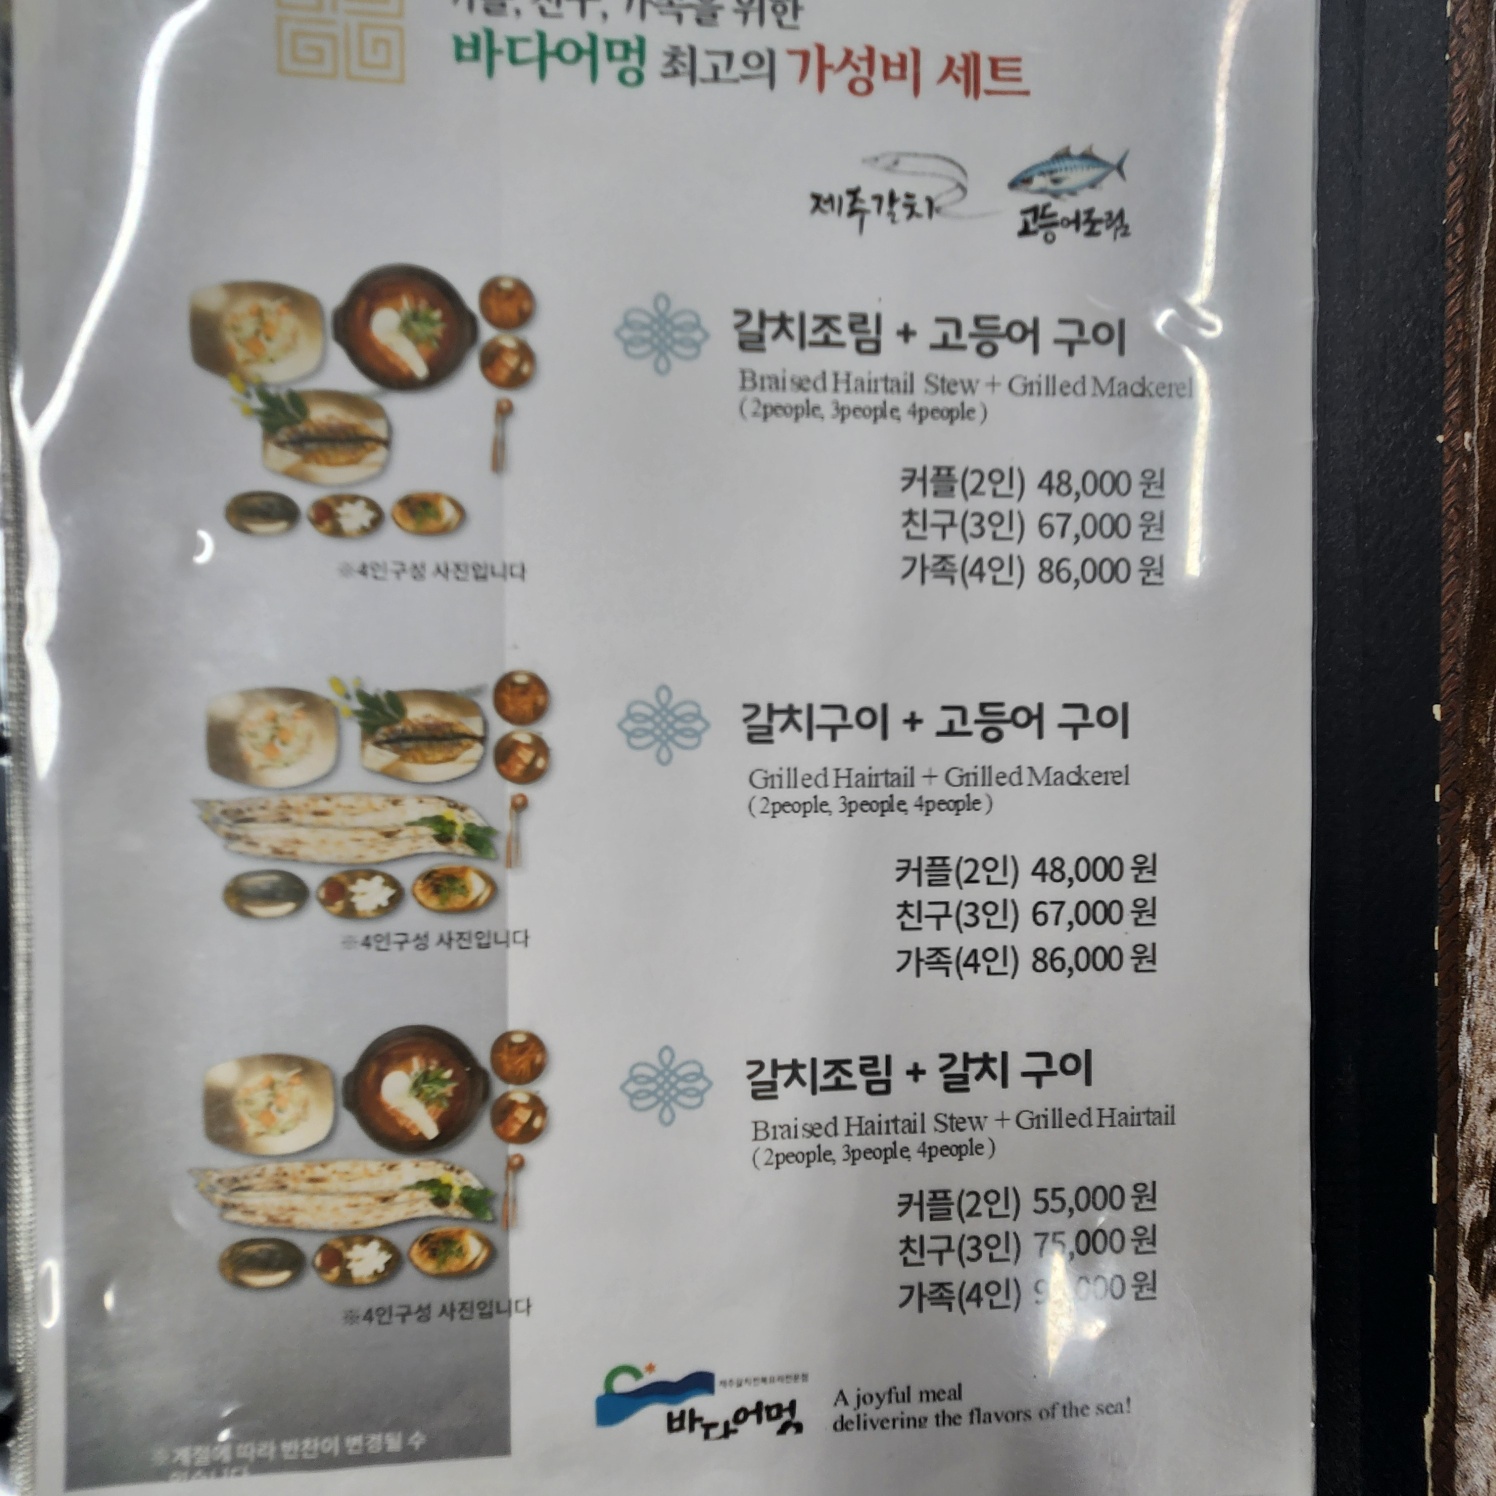 가족을 위한
바다어멍 최고의 가성비 세트
제주갈치
고등어조림
갈치조림 + 고등어 구이
Braised Hairtail Stew + Grilled Mackerel
( 2people, 3people, 4people )
커플(2인) 48,000 원
친구(3인) 67,000 원
가족(4인) 86,000 원
※4인구성 사진입니다
갈치구이 + 고등어 구이
Grilled Hairtail + Grilled Mackerel
( 2people, 3people, 4people )
커플(2인) 48,000 원
친구(3인) 67,000 원
가족(4인) 86,000 원
※4인구성 사진입니다
갈치조림 + 갈치 구이
Braised Hairtail Stew + Grilled Hairtail
( 2people, 3people, 4people )
커플(2인) 55,000 원
친구(3인) 75,000 원
가족(4인)
※4인구성 사진입니다
바다어멍
A joyful meal
delivering the flavors of the sea!
※계절에 따라 반찬이 변경될 수